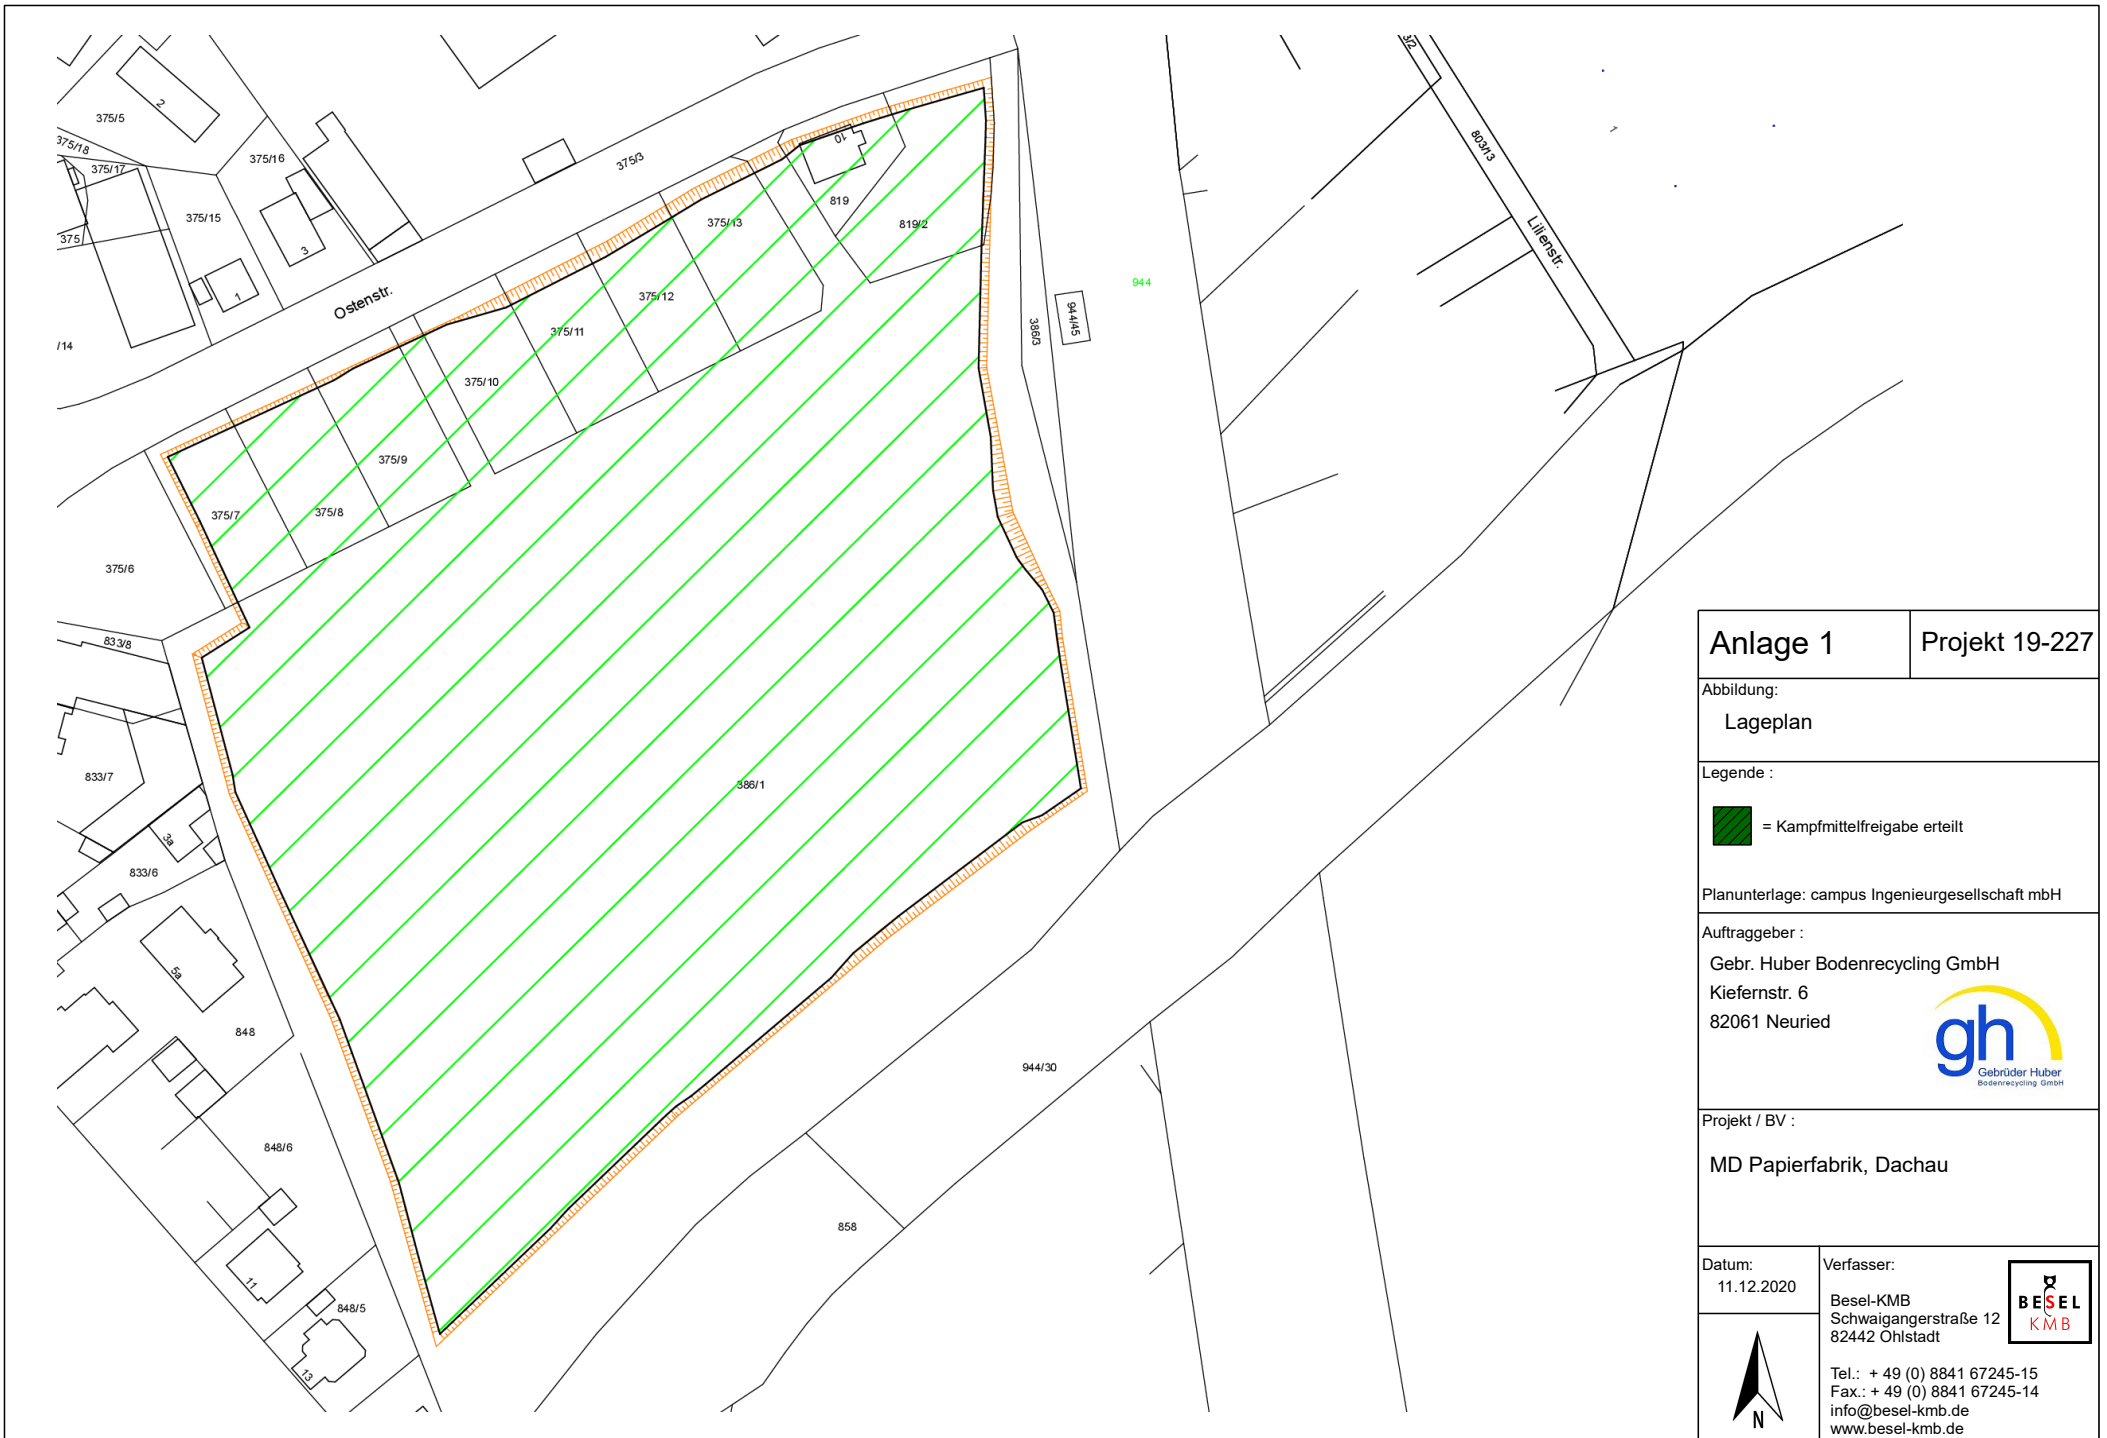 375/5
2
375/18
375/17
375/16
375/15
375
3
1
/14
375/3
Ostenstr.
10
819
819/2
375/13
375/12
375/11
375/10
375/9
375/8
375/7
375/6
833/8
833/7
3a
833/6
5a
848
848/6
11
848/5
13
386/1
386/3
944/45
944
3/2
803/13
Lilienstr.
944/30
858
Anlage 1
Projekt 19-227
Abbildung:
Lageplan
Legende :
= Kampfmittelfreigabe erteilt
Planunterlage: campus Ingenieurgesellschaft mbH
Auftraggeber :
Gebr. Huber Bodenrecycling GmbH
Kiefernstr. 6
82061 Neuried
gh
Gebrüder Huber
Bodenrecycling GmbH
Projekt / BV :
MD Papierfabrik, Dachau
Datum:
11.12.2020
Verfasser:
Besel-KMB
Schwaigangerstraße 12
82442 Ohlstadt
BESEL
KMB
Tel.: + 49 (0) 8841 67245-15
Fax.: + 49 (0) 8841 67245-14
info@besel-kmb.de
www.besel-kmb.de
N